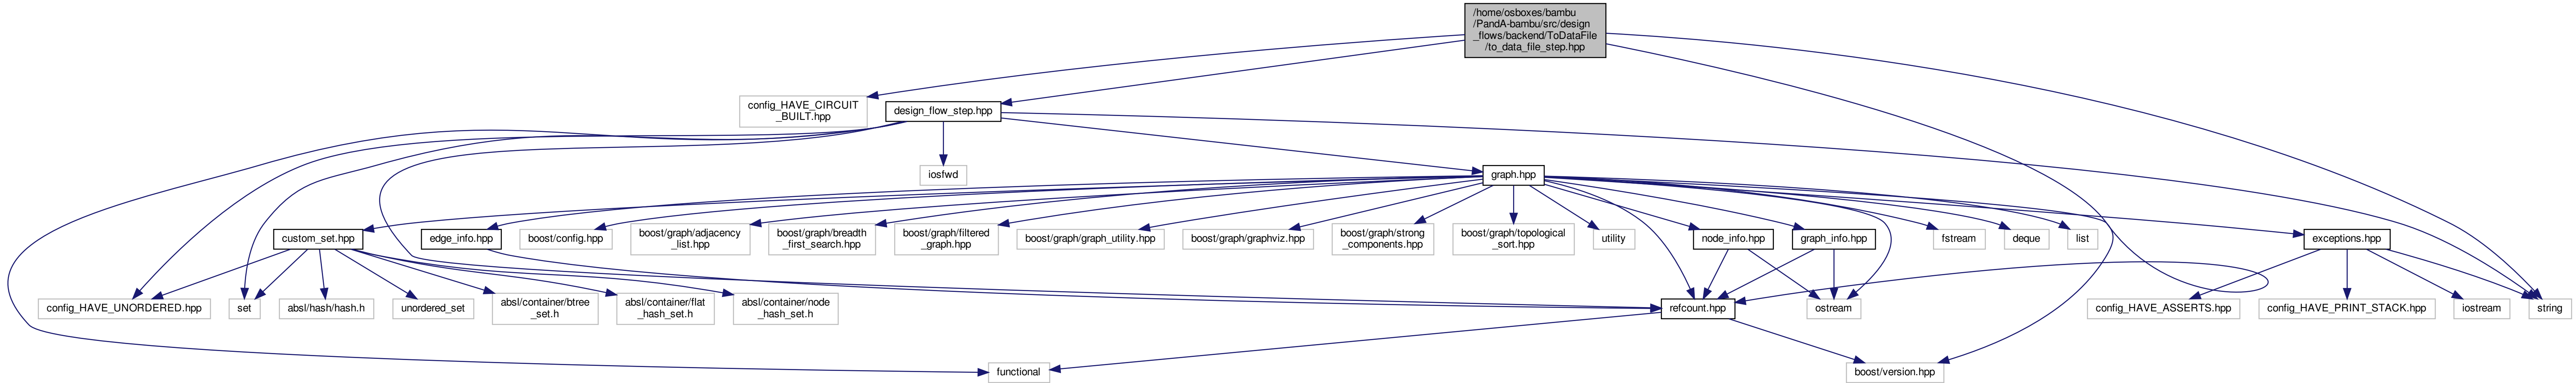 /home/osboxes/bambu
/PandA-bambu/src/design
_flows/backend/ToDataFile
/to_data_file_step.hpp
config_HAVE_CIRCUIT
_BUILT.hpp
design_flow_step.hpp
iosfwd
graph.hpp
custom_set.hpp
edge_info.hpp
boost/config.hpp
boost/graph/adjacency
_list.hpp
boost/graph/breadth
_first_search.hpp
boost/graph/filtered
_graph.hpp
boost/graph/graph_utility.hpp
boost/graph/graphviz.hpp
boost/graph/strong
_components.hpp
boost/graph/topological
_sort.hpp
utility
node_info.hpp
graph_info.hpp
fstream
deque
list
exceptions.hpp
config_HAVE_UNORDERED.hpp
set
absl/hash/hash.h
unordered_set
absl/container/btree
_set.h
absl/container/flat
_hash_set.h
absl/container/node
_hash_set.h
refcount.hpp
ostream
config_HAVE_ASSERTS.hpp
config_HAVE_PRINT_STACK.hpp
iostream
string
functional
boost/version.hpp